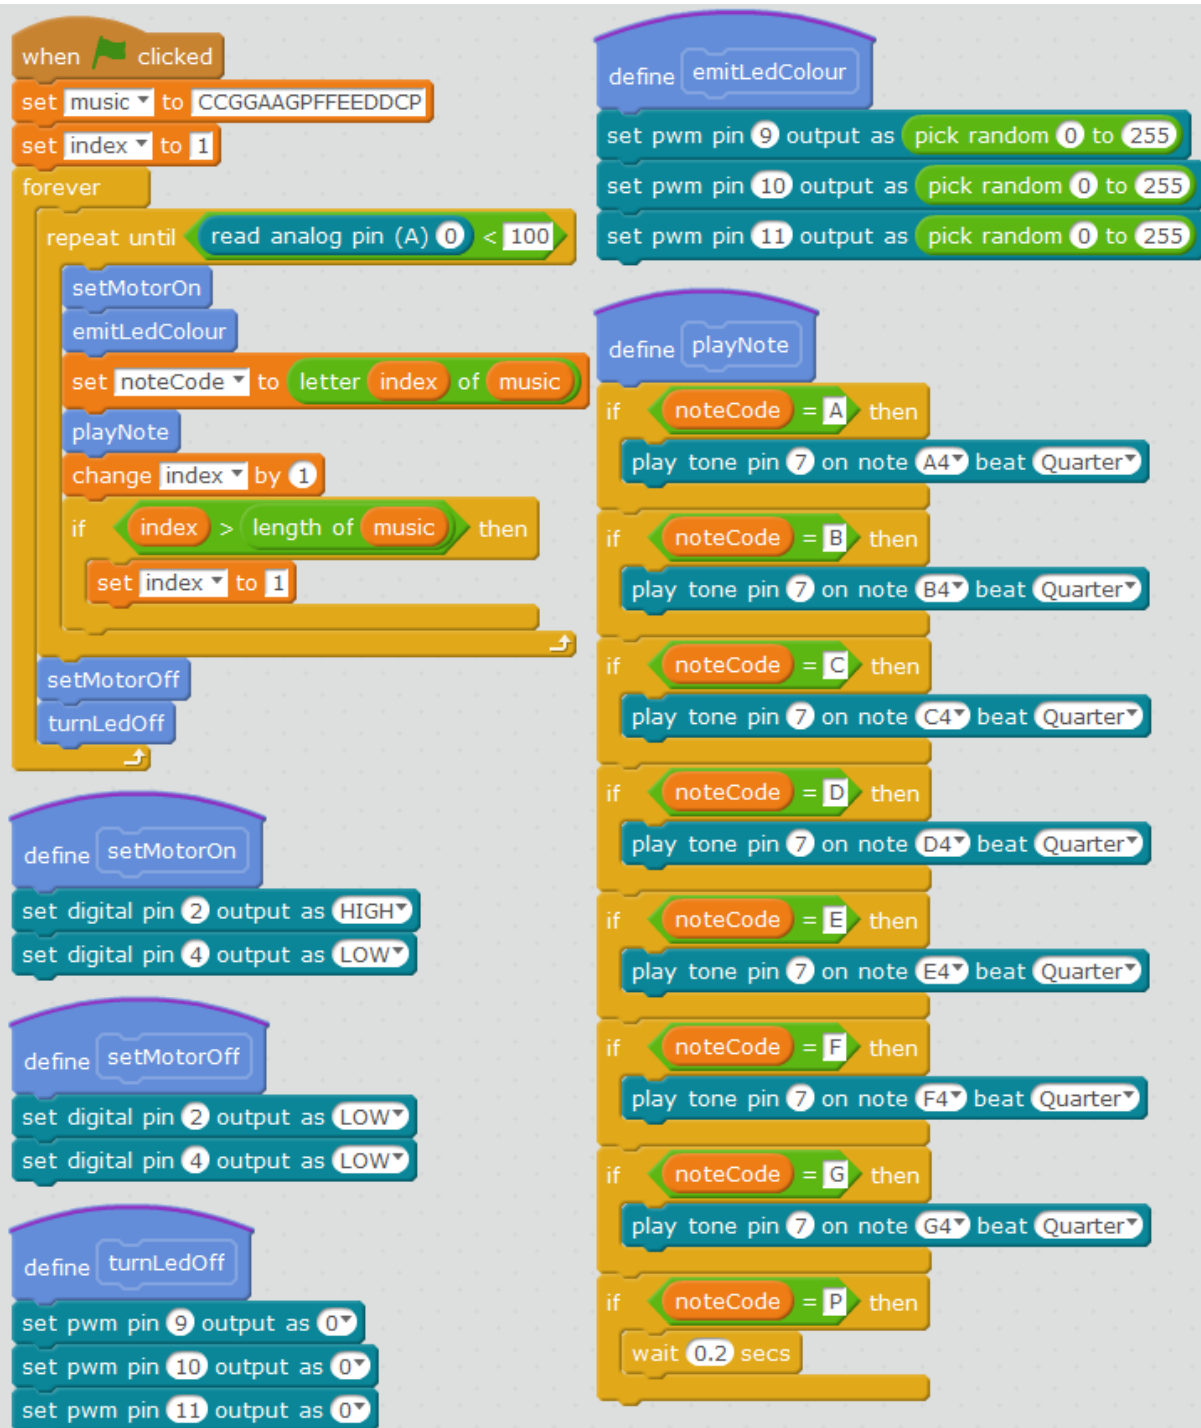 when clicked
set music to CCGGAAGPFFEEDDCP
set index to 1
forever
repeat until read analog pin (A) 0 < 100
setMotorOn
emitLedColour
set noteCode to letter index of music
playNote
change index by 1
if index > length of music then
set index to 1
setMotorOff
turnLedOff
define setMotorOn
set digital pin 2 output as HIGH
set digital pin 4 output as LOW
define setMotorOff
set digital pin 2 output as LOW
set digital pin 4 output as LOW
define turnLedOff
set pwm pin 9 output as 0
set pwm pin 10 output as 0
set pwm pin 11 output as 0
define emitLedColour
set pwm pin 9 output as pick random 0 to 255
set pwm pin 10 output as pick random 0 to 255
set pwm pin 11 output as pick random 0 to 255
define playNote
if noteCode = A then
play tone pin 7 on note A4 beat Quarter
if noteCode = B then
play tone pin 7 on note B4 beat Quarter
if noteCode = C then
play tone pin 7 on note C4 beat Quarter
if noteCode = D then
play tone pin 7 on note D4 beat Quarter
if noteCode = E then
play tone pin 7 on note E4 beat Quarter
if noteCode = F then
play tone pin 7 on note F4 beat Quarter
if noteCode = G then
play tone pin 7 on note G4 beat Quarter
if noteCode = P then
wait 0.2 secs